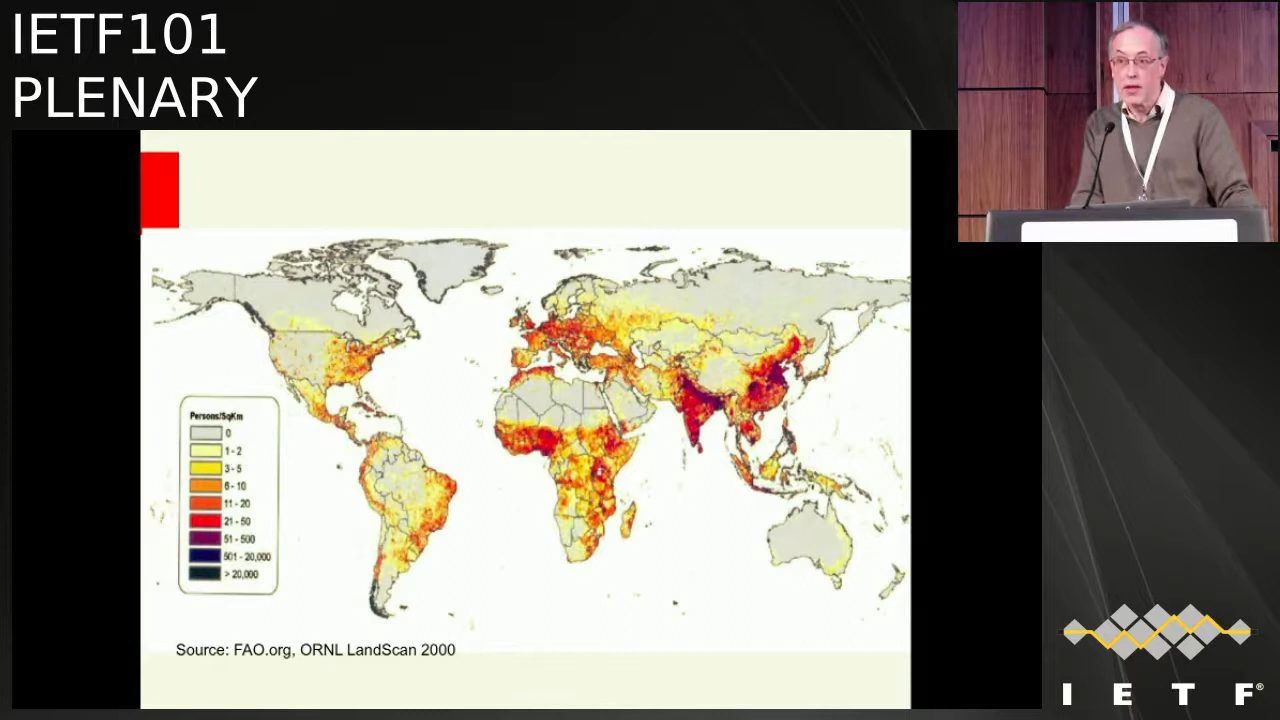 IETF101
PLENARY
Persons/SqKm
0
1 - 2
3 - 5
6 - 10
11 - 20
21 - 50
51 - 500
501 - 20,000
> 20,000
Source: FAO.org, ORNL LandScan 2000
I E T F®